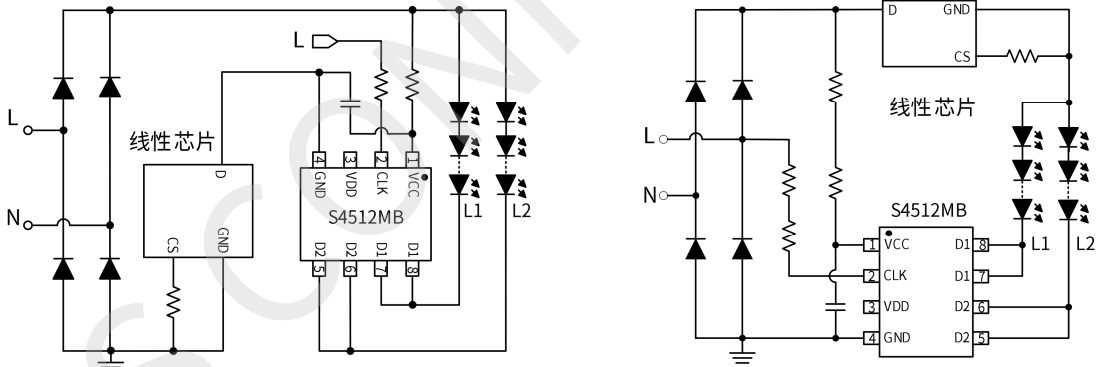 L
N
线性芯片
D
CS
GND
L
4
3
2
1
GND
VDD
CLK
VCC
S4512MB
D2
D2
D1
D1
5
6
7
8
L1
L2
D
GND
CS
线性芯片
L
N
S4512MB
1
VCC
D1
8
2
CLK
D1
7
3
VDD
D2
6
4
GND
D2
5
L1
L2